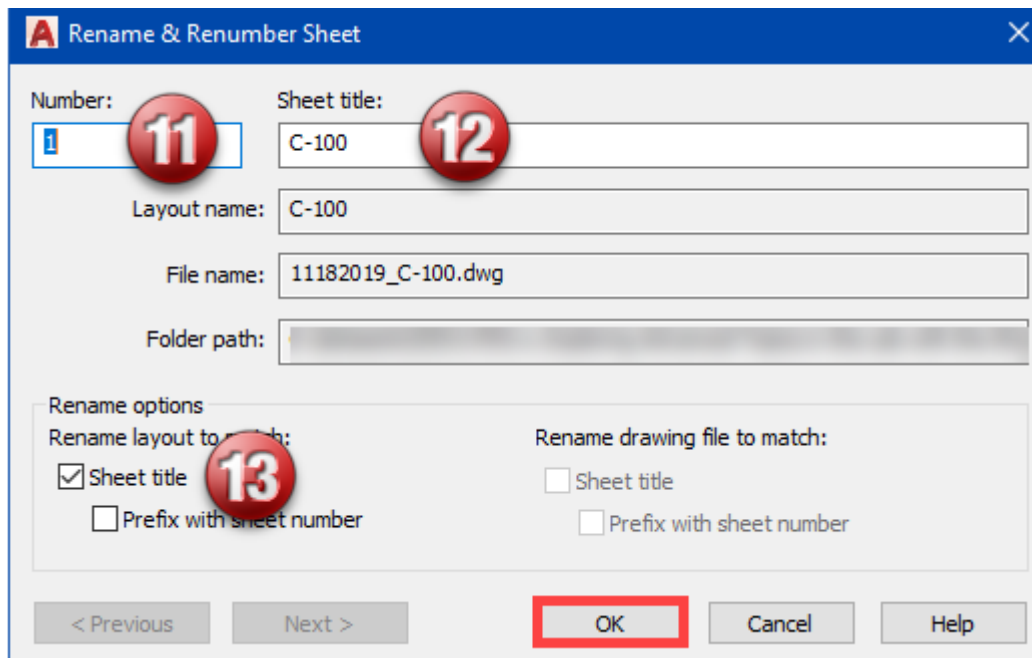 Rename & Renumber Sheet
Number: Sheet title:
1 11 C-100 12
Layout name: C-100
File name: 11182019_C-100.dwg
Folder path:
Rename options
Rename layout to match: Rename drawing file to match:
Sheet title 13 Sheet title
Prefix with sheet number Prefix with sheet number
< Previous Next > OK Cancel Help